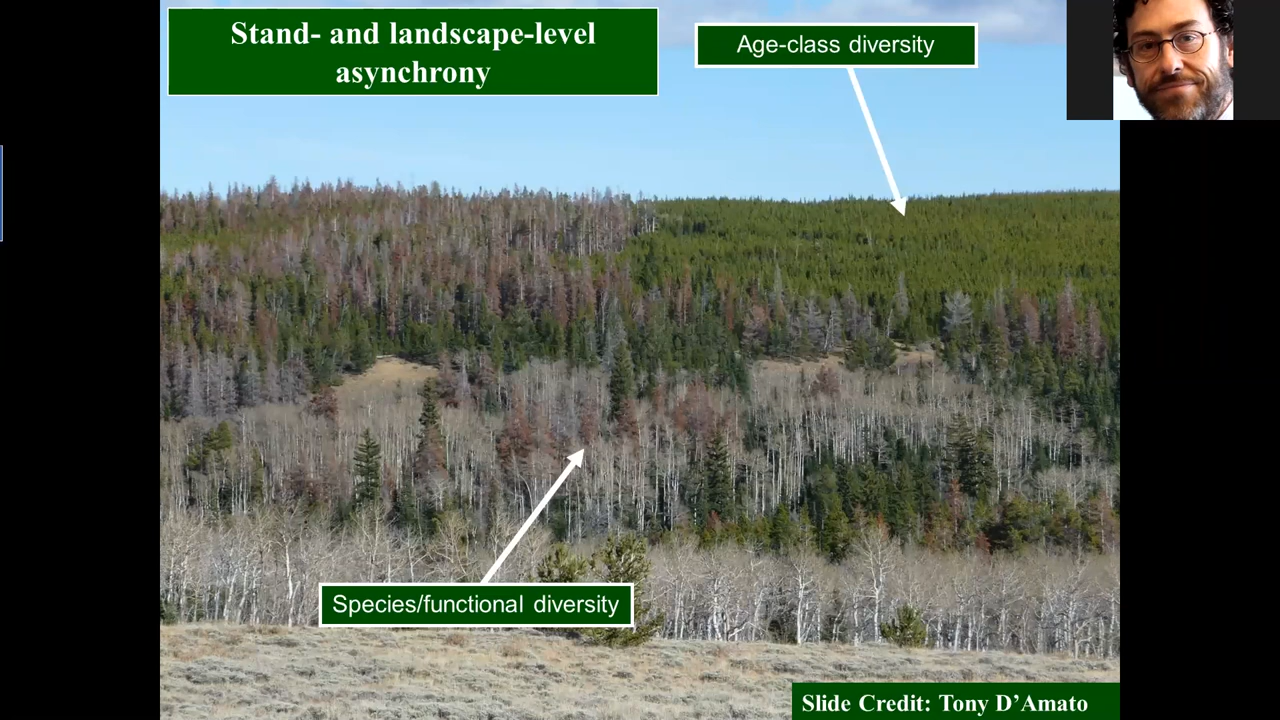 Stand- and landscape-level
asynchrony
Age-class diversity
Species/functional diversity
Slide Credit: Tony D’Amato